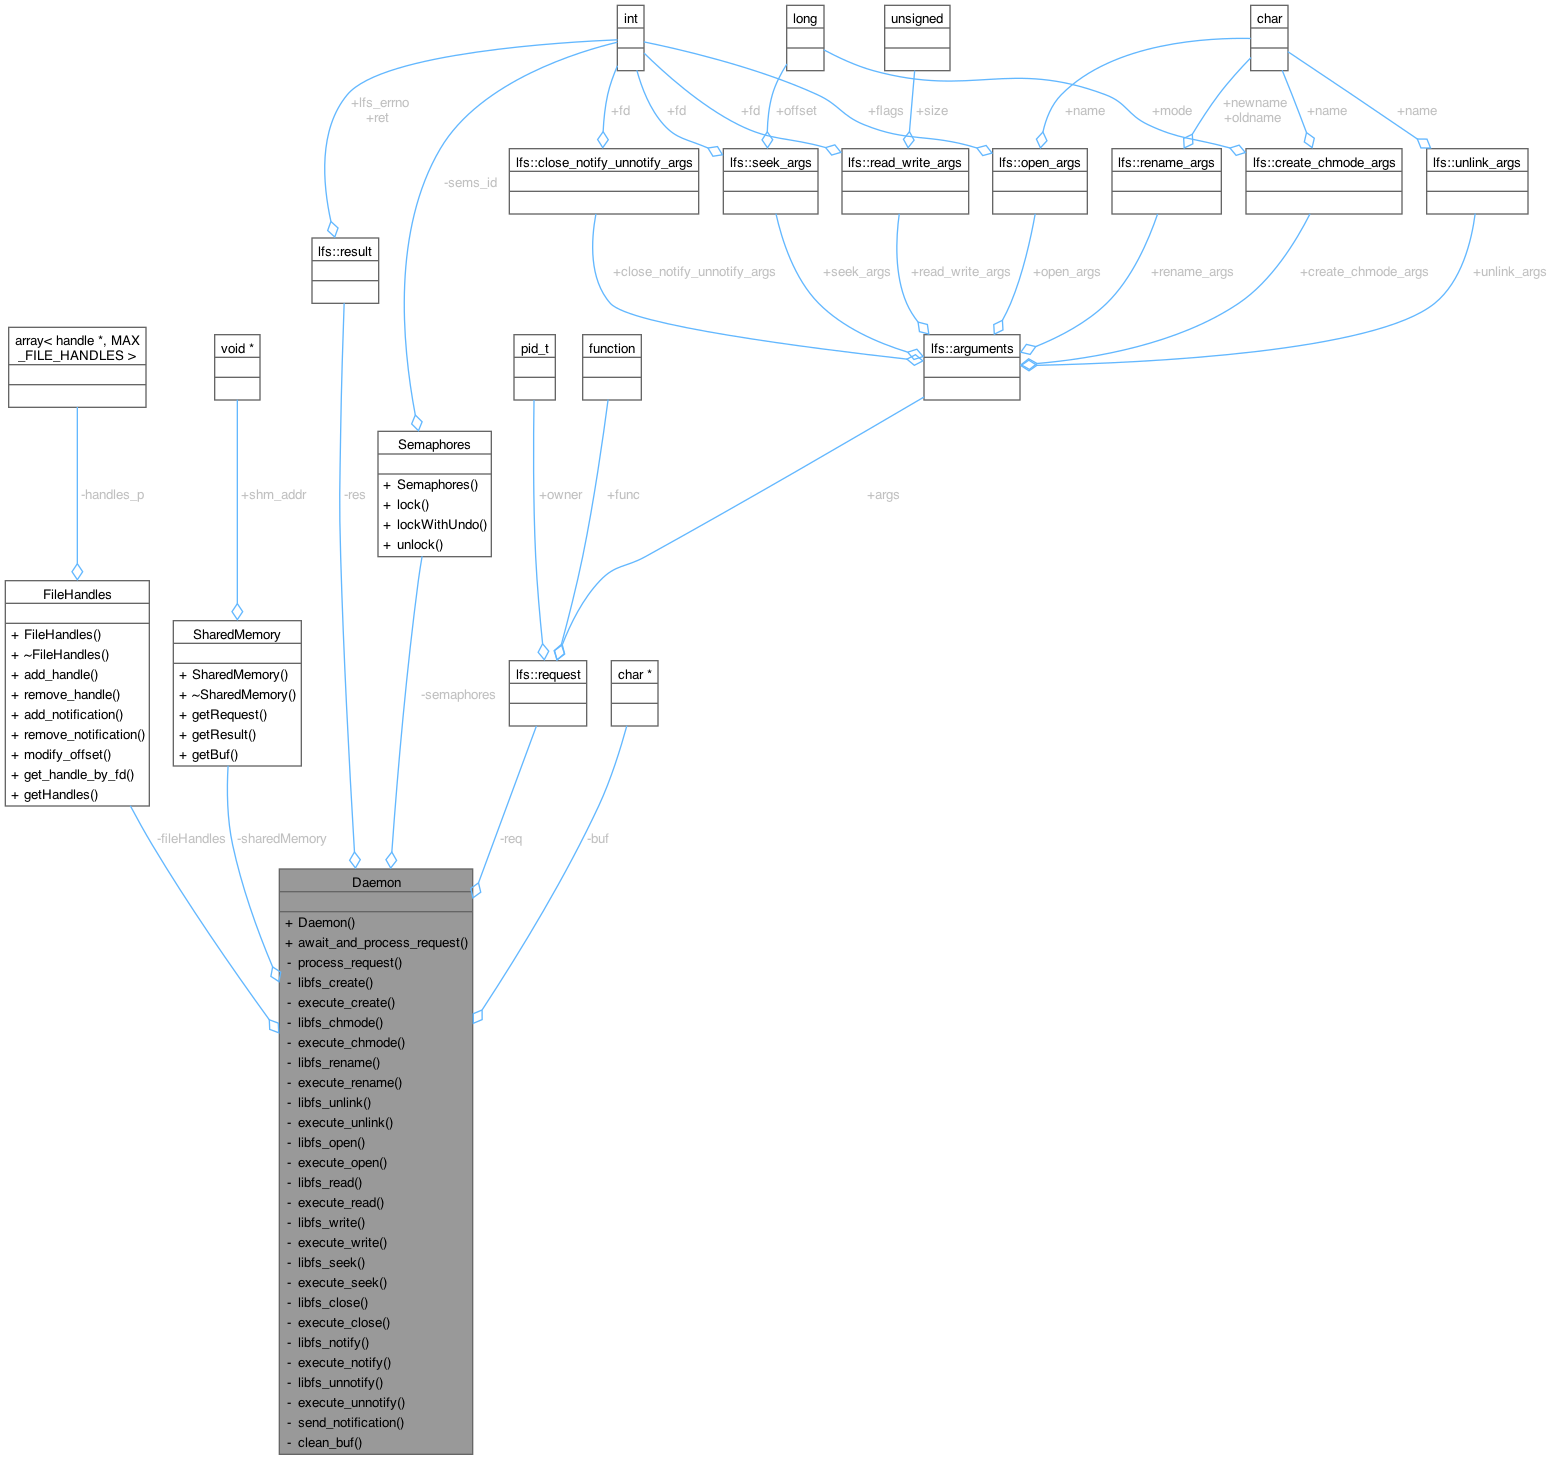 int
long
unsigned
char
+lfs_errno
+ret
+fd
+fd
+fd
+offset
+flags
+size
+name
+mode
+newname
+oldname
+name
+name
-sems_id
lfs::close_notify_unnotify_args
lfs::seek_args
lfs::read_write_args
lfs::open_args
lfs::rename_args
lfs::create_chmode_args
lfs::unlink_args
lfs::result
+close_notify_unnotify_args
+seek_args
+read_write_args
+open_args
+rename_args
+create_chmode_args
+unlink_args
array< handle *, MAX
_FILE_HANDLES >
void *
pid_t
function
lfs::arguments
-handles_p
+shm_addr
-res
Semaphores
+ Semaphores()
+ lock()
+ lockWithUndo()
+ unlock()
+owner
+func
+args
FileHandles
+ FileHandles()
+ ~FileHandles()
+ add_handle()
+ remove_handle()
+ add_notification()
+ remove_notification()
+ modify_offset()
+ get_handle_by_fd()
+ getHandles()
SharedMemory
+ SharedMemory()
+ ~SharedMemory()
+ getRequest()
+ getResult()
+ getBuf()
-semaphores
lfs::request
char *
-fileHandles
-sharedMemory
-req
-buf
Daemon
+ Daemon()
+ await_and_process_request()
- process_request()
- libfs_create()
- execute_create()
- libfs_chmode()
- execute_chmode()
- libfs_rename()
- execute_rename()
- libfs_unlink()
- execute_unlink()
- libfs_open()
- execute_open()
- libfs_read()
- execute_read()
- libfs_write()
- execute_write()
- libfs_seek()
- execute_seek()
- libfs_close()
- execute_close()
- libfs_notify()
- execute_notify()
- libfs_unnotify()
- execute_unnotify()
- send_notification()
- clean_buf()